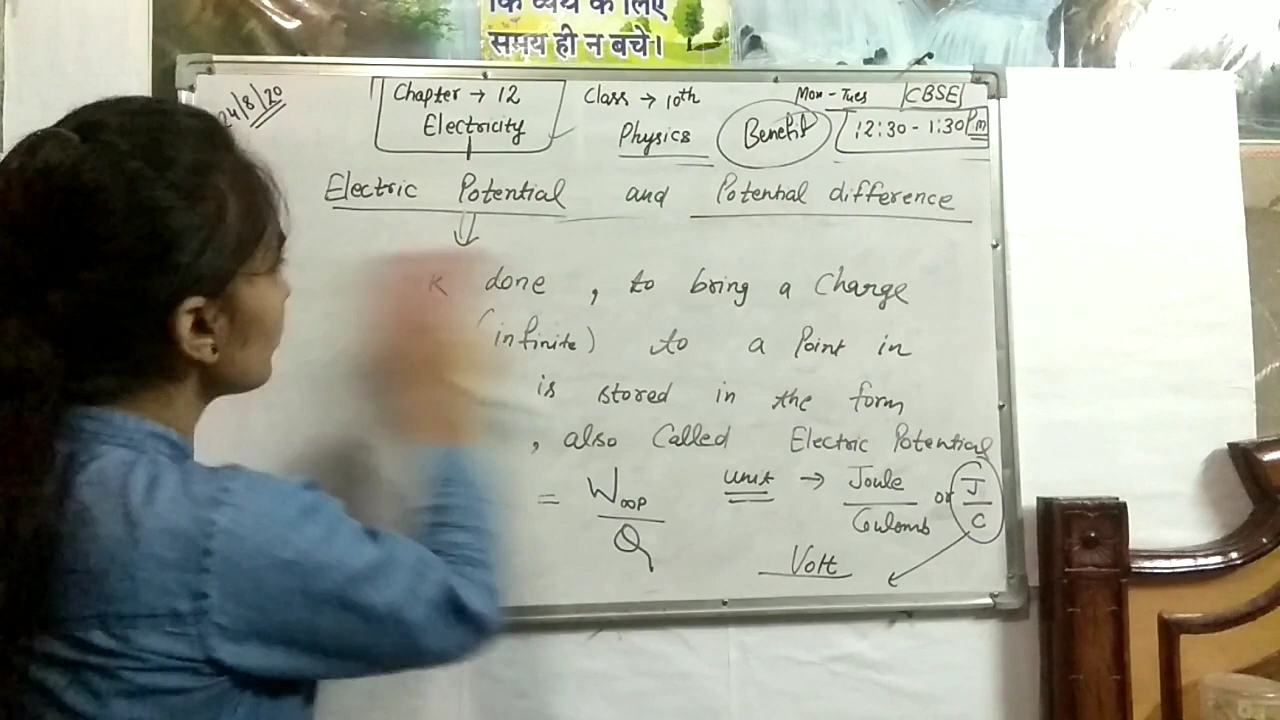 कि व्यर्थ के लिए
समय ही न बचे।
24/8/20
Chapter → 12
Electricity
Class → 10th
Physics
Benefit
Mon - Tues
CBSE
12:30 - 1:30 Pm
Electric Potential and Potential difference
K done, to bring a Charge
(infinite) to a Point in
is stored in the form
, also Called Electric Potential
= W∞P / Q
unit → Joule / Coulomb or J / C
Volt